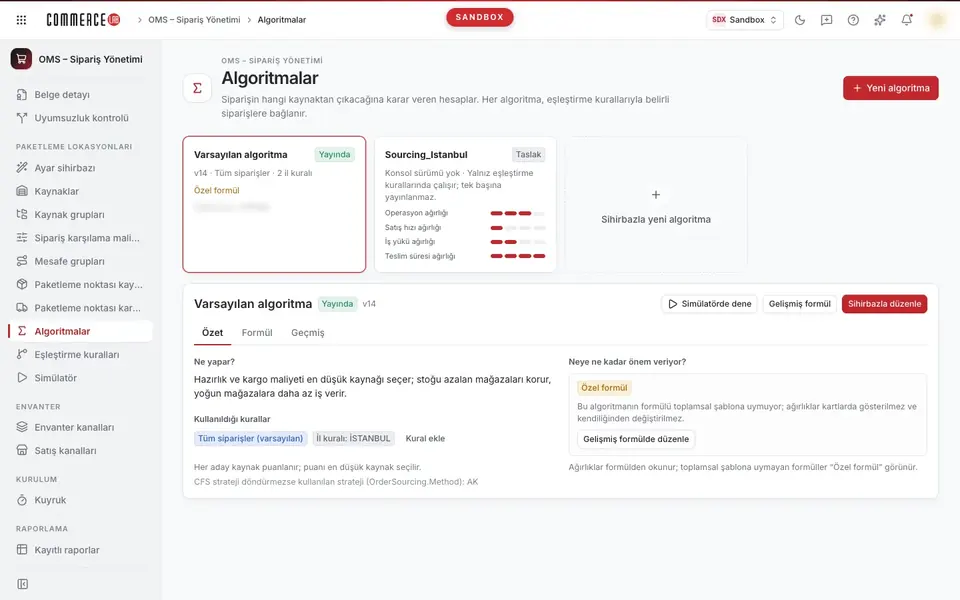 COMMERCE
OMS – Sipariş Yönetimi
Algoritmalar
SANDBOX
SDX Sandbox
OMS – Sipariş Yönetimi
Belge detayı
Uyumsuzluk kontrolü
PAKETLEME LOKASYONLARI
Ayar sihirbazı
Kaynaklar
Kaynak grupları
Sipariş karşılama mali...
Mesafe grupları
Paketleme noktası kay...
Paketleme noktası kar...
Algoritmalar
Eşleştirme kuralları
Simülatör
ENVANTER
Envanter kanalları
Satış kanalları
KURULUM
Kuyruk
RAPORLAMA
Kayıtlı raporlar
OMS – SİPARİŞ YÖNETİMİ
Algoritmalar
Siparişin hangi kaynaktan çıkacağına karar veren hesaplar. Her algoritma, eşleştirme kurallarıyla belirli
siparişlere bağlanır.
Yeni algoritma
Varsayılan algoritma
Yayında
v14 · Tüm siparişler · 2 il kuralı
Özel formül
Sourcing_Istanbul
Taslak
Konsol sürümü yok · Yalnız eşleştirme
kurallarında çalışır; tek başına
yayınlanmaz.
Operasyon ağırlığı
Satış hızı ağırlığı
İş yükü ağırlığı
Teslim süresi ağırlığı
Sihirbazla yeni algoritma
Varsayılan algoritma
Yayında
v14
Simülatörde dene
Gelişmiş formül
Sihirbazla düzenle
Özet
Formül
Geçmiş
Ne yapar?
Hazırlık ve kargo maliyeti en düşük kaynağı seçer; stoğu azalan mağazaları korur,
yoğun mağazalara daha az iş verir.
Kullanıldığı kurallar
Tüm siparişler (varsayılan)
İl kuralı: İSTANBUL
Kural ekle
Her aday kaynak puanlanır; puanı en düşük kaynak seçilir.
CFS strateji döndürmezse kullanılan strateji (OrderSourcing.Method): AK
Neye ne kadar önem veriyor?
Özel formül
Bu algoritmanın formülü toplamsal şablona uymuyor; ağırlıklar kartlarda gösterilmez ve
kendiliğinden değiştirilmez.
Gelişmiş formülde düzenle
Ağırlıklar formülden okunur; toplamsal şablona uymayan formüller "Özel formül" görünür.